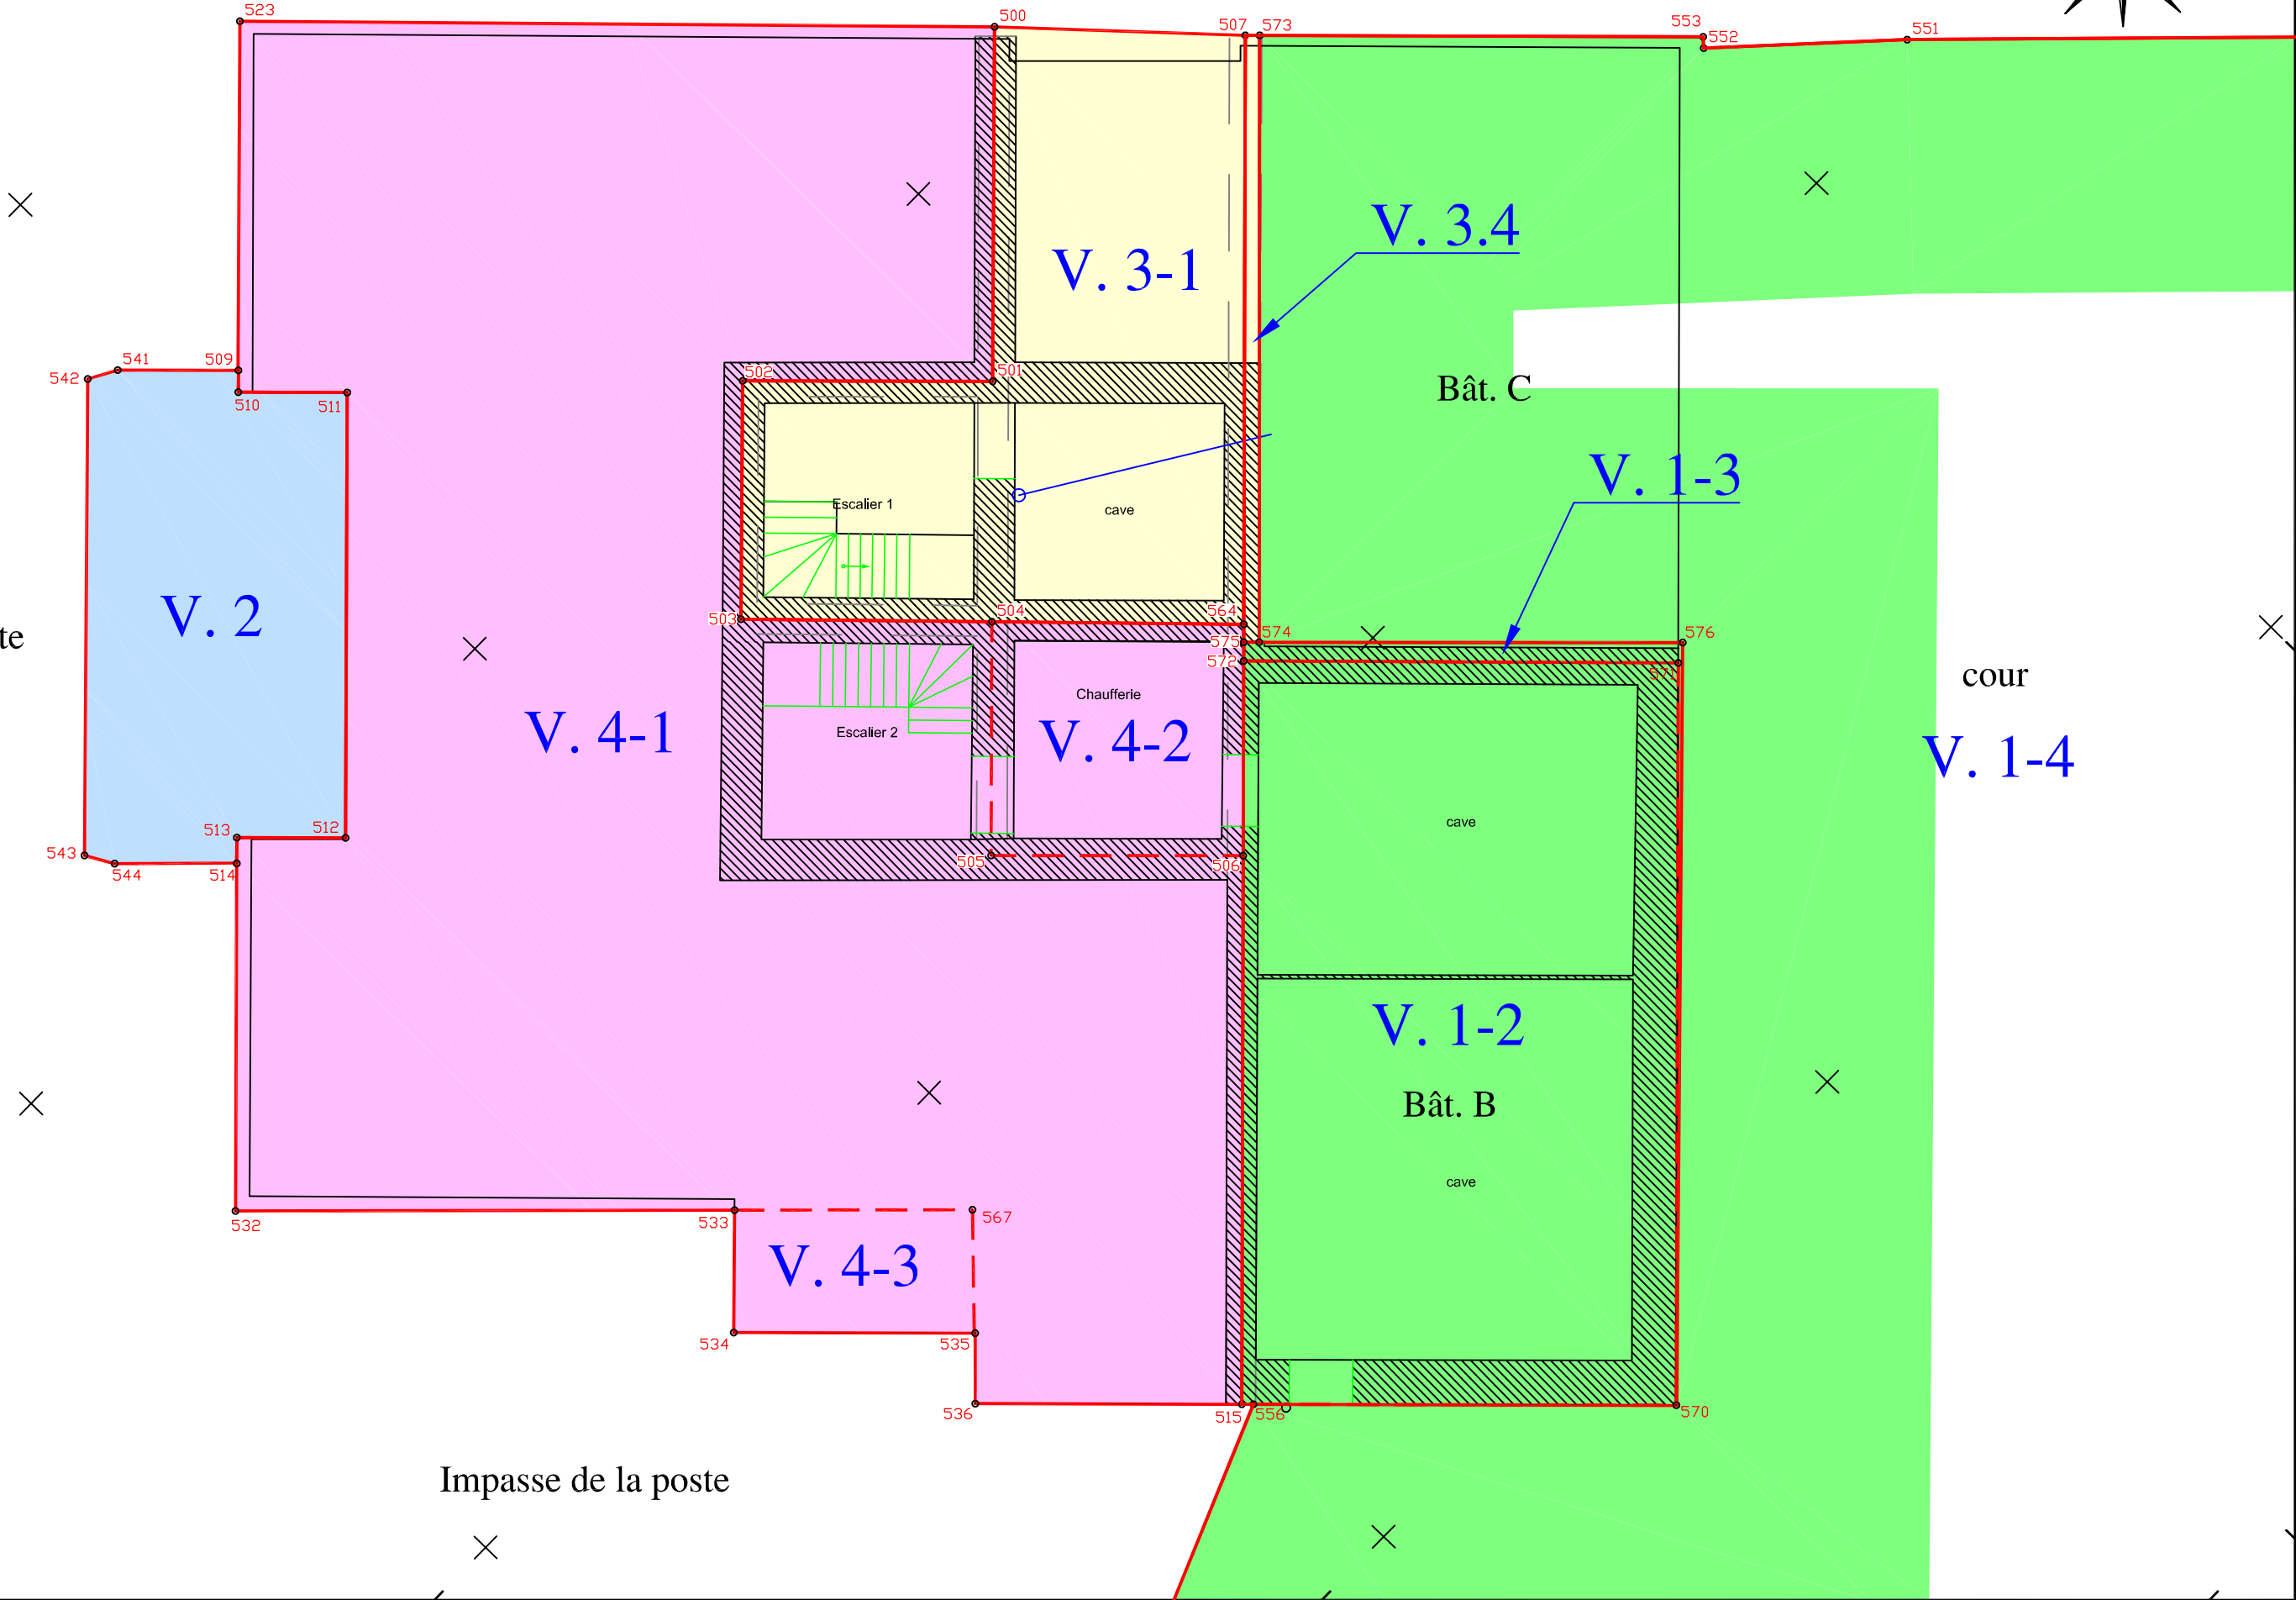 523
500
507
573
553
552
551
V. 3.4
V. 3-1
541
509
542
510
511
502
501
Bât. C
V. 1-3
Escalier 1
cave
V. 2
503
504
564
575
574
576
572
571
te
cour
Chaufferie
V. 4-1
Escalier 2
V. 4-2
V. 1-4
513
512
cave
543
544
514
505
506
V. 1-2
Bât. B
cave
532
533
567
V. 4-3
534
535
536
515
556
570
Impasse de la poste